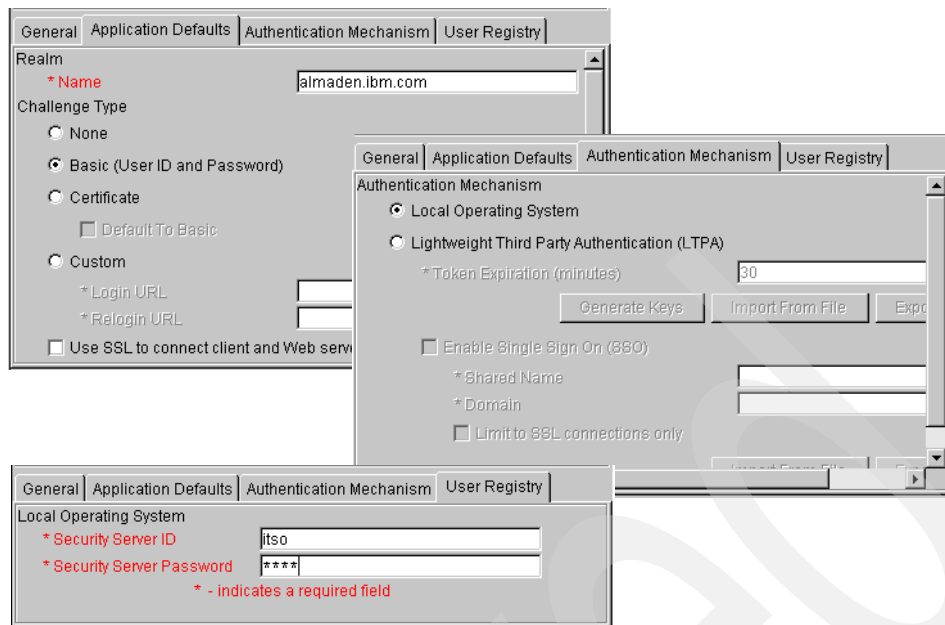 General Application Defaults Authentication Mechanism User Registry
Realm
* Name almaden.ibm.com
Challenge Type
None
Basic (User ID and Password)
Certificate
Default To Basic
Custom
* Login URL
* Relogin URL
Use SSL to connect client and Web
General Application Defaults Authentication Mechanism User Registry
Authentication Mechanism
Local Operating System
Lightweight Third Party Authentication (LTPA)
* Token Expiration (minutes) 30
Generate Keys Import From File
Enable Single Sign On (SSO)
* Shared Name
* Domain
Limit to SSL connections only
Import From File
General Application Defaults Authentication Mechanism User Registry
Local Operating System
* Security Server ID itso
* Security Server Password ****
* - indicates a required field